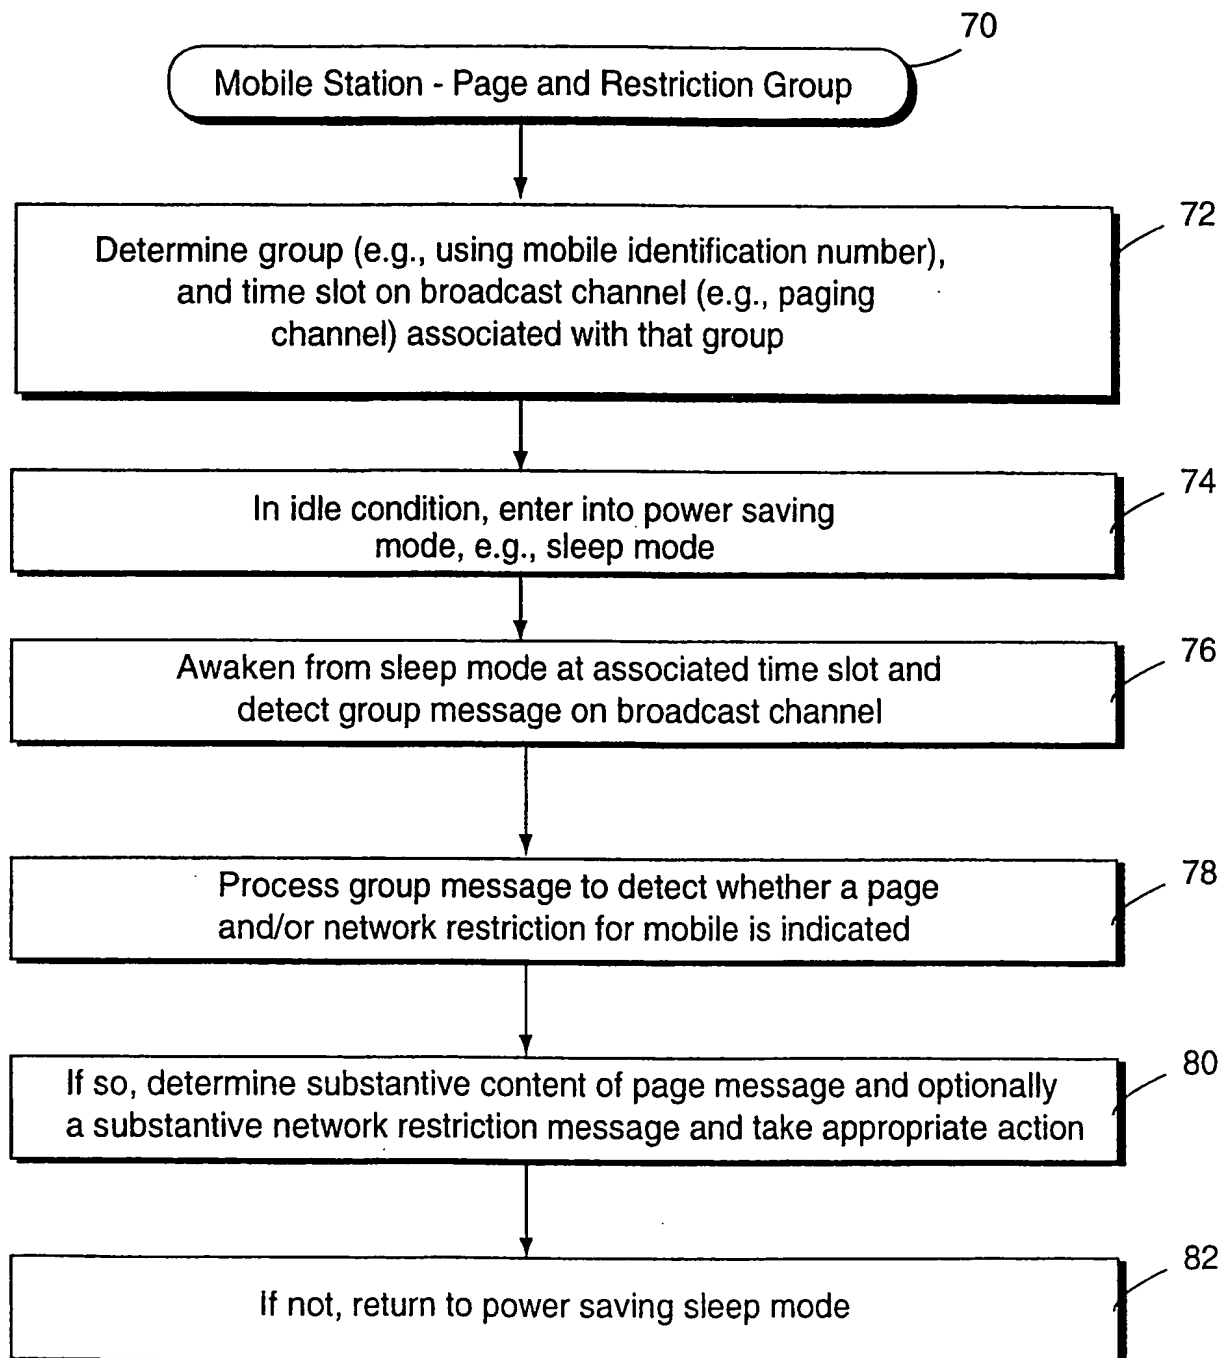 70
Mobile Station - Page and Restriction Group
72
Determine group (e.g., using mobile identification number),
and time slot on broadcast channel (e.g., paging
channel) associated with that group
74
In idle condition, enter into power saving
mode, e.g., sleep mode
76
Awaken from sleep mode at associated time slot and
detect group message on broadcast channel
78
Process group message to detect whether a page
and/or network restriction for mobile is indicated
80
If so, determine substantive content of page message and optionally
a substantive network restriction message and take appropriate action
82
If not, return to power saving sleep mode